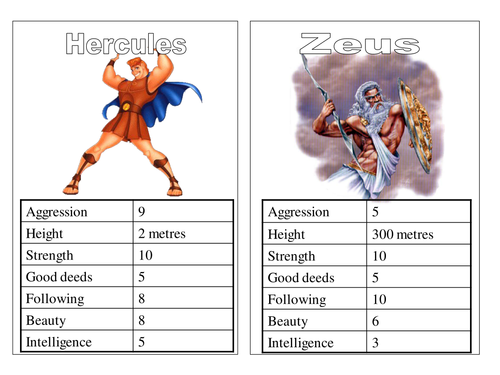 Hercules
Aggression 9
Height 2 metres
Strength 10
Good deeds 5
Following 8
Beauty 8
Intelligence 5
Zeus
Aggression 5
Height 300 metres
Strength 10
Good deeds 5
Following 10
Beauty 6
Intelligence 3